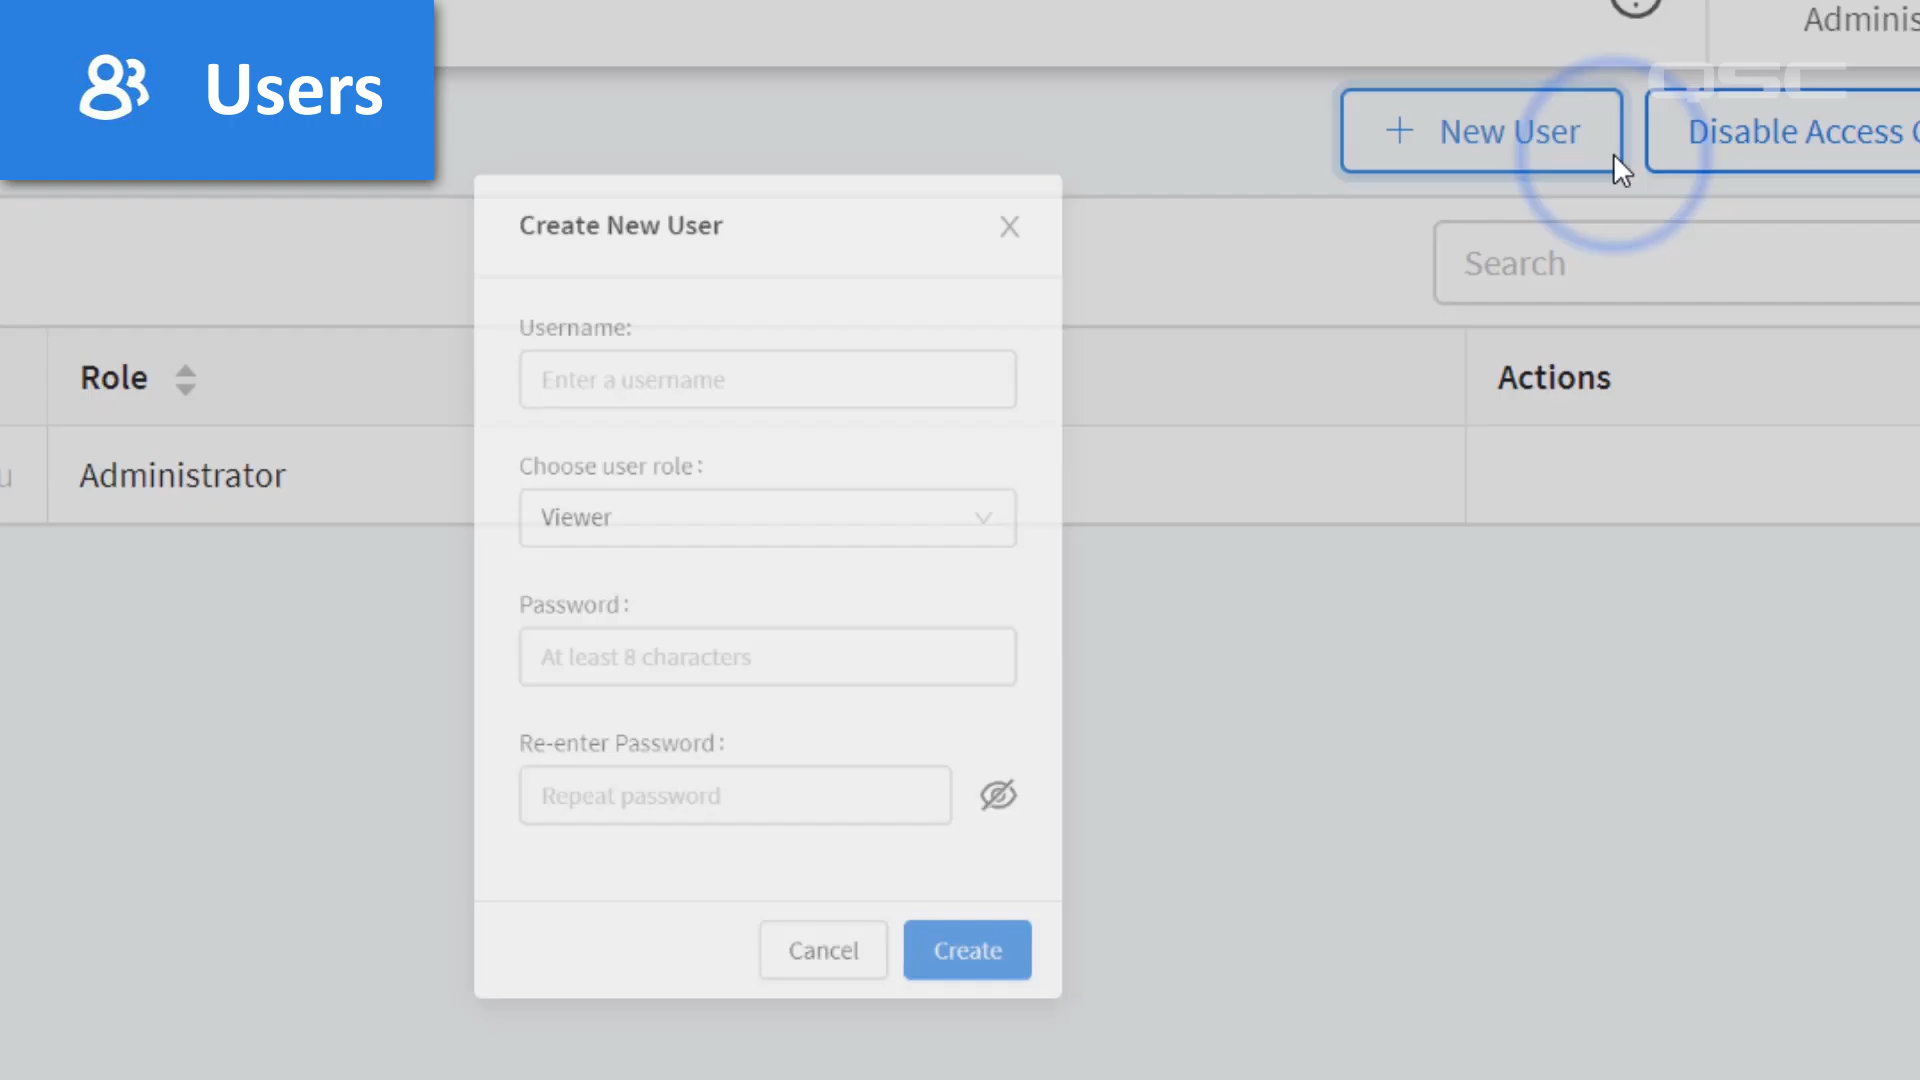 Users
Adminis
QSC
+ New User
Disable Access
Create New User
Search
Username:
Enter a username
Role
Actions
Choose user role:
Administrator
Viewer
Password:
At least 8 characters
Re-enter Password:
Repeat password
Cancel
Create